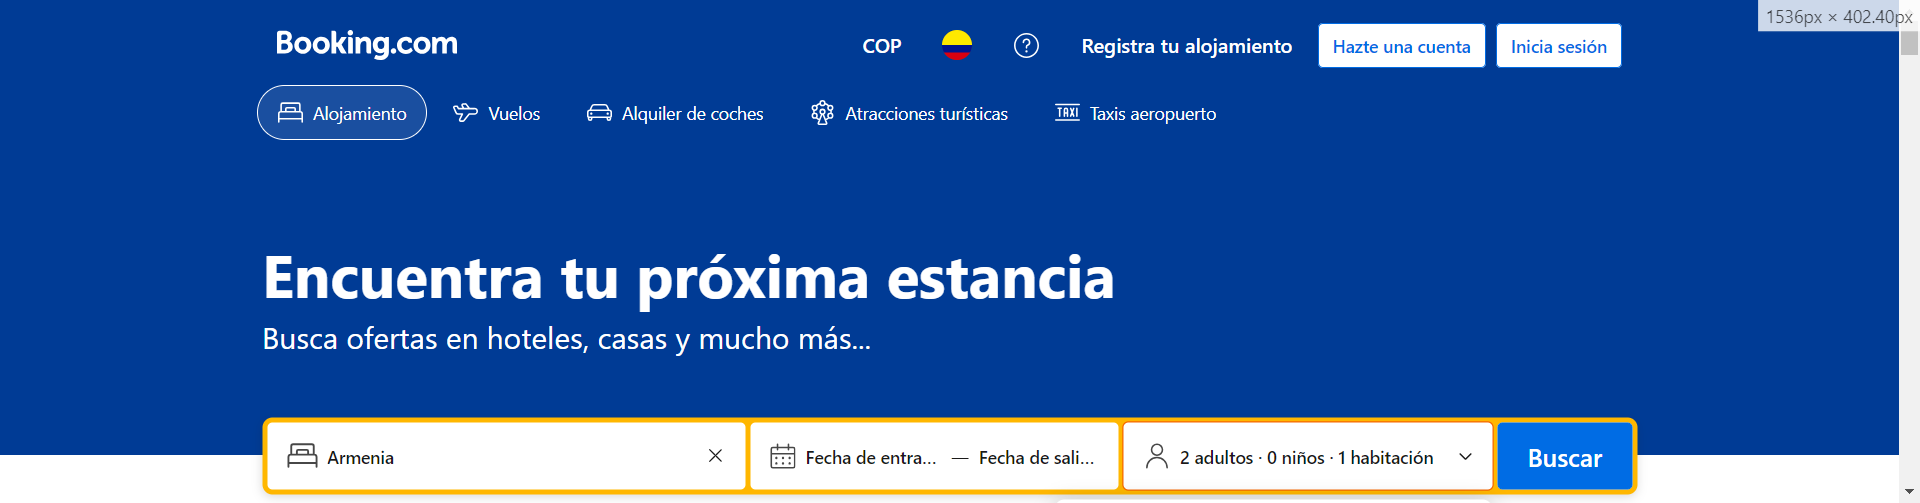 1536px × 402.40px
Booking.com
COP
Registra tu alojamiento
Hazte una cuenta
Inicia sesión
Alojamiento
Vuelos
Alquiler de coches
Atracciones turísticas
TAXI
Taxis aeropuerto
Encuentra tu próxima estancia
Busca ofertas en hoteles, casas y mucho más...
Armenia
Fecha de entra... — Fecha de sali...
2 adultos · 0 niños · 1 habitación
Buscar